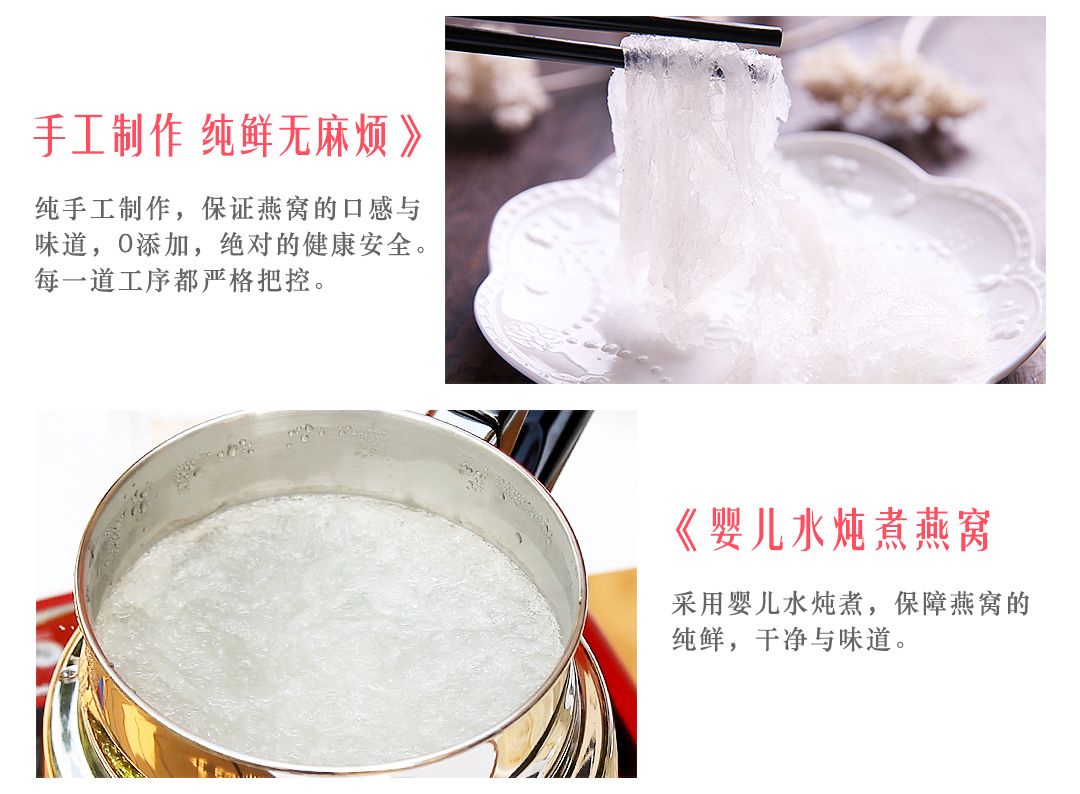 手工制作 纯鲜无麻烦》
纯手工制作，保证燕窝的口感与
味道，0添加，绝对的健康安全。
每一道工序都严格把控。
《婴儿水炖煮燕窝
采用婴儿水炖煮，保障燕窝的
纯鲜，干净与味道。